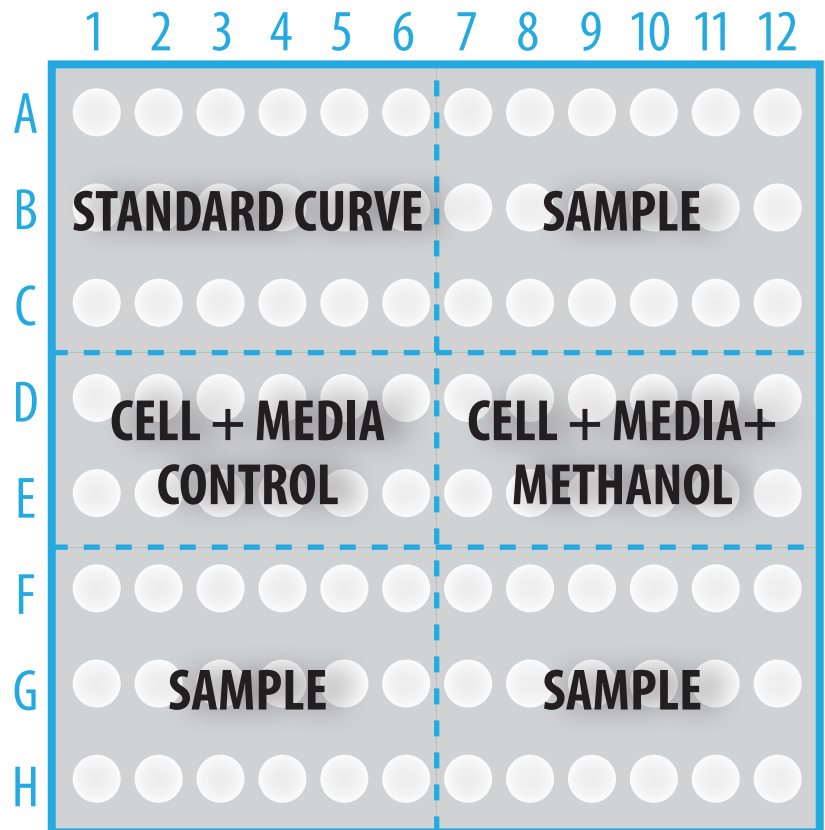 1 2 3 4 5 6 7 8 9 10 11 12
A
B STANDARD CURVE SAMPLE
C
D CELL + MEDIA CELL + MEDIA+
E CONTROL METHANOL
F
G SAMPLE SAMPLE
H